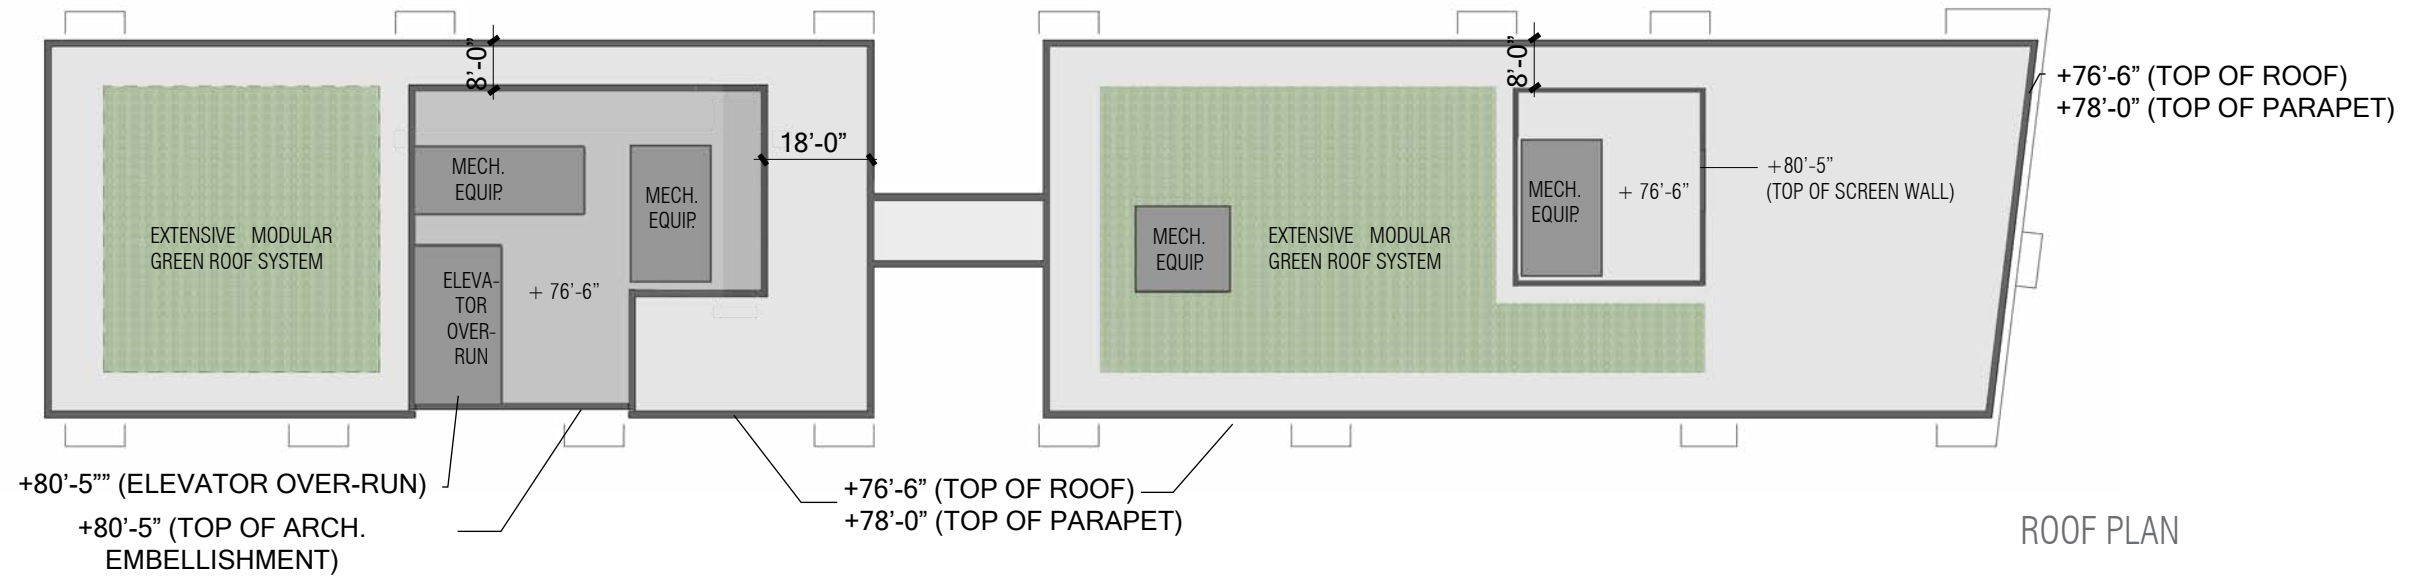 8’-0”
8’-0”
+76’-6” (TOP OF ROOF)
+78’-0” (TOP OF PARAPET)
18’-0”
MECH.
EQUIP.
MECH.
EQUIP.
EXTENSIVE MODULAR
GREEN ROOF SYSTEM
ELEVA-
TOR
OVER-
RUN
+ 76’-6”
MECH.
EQUIP.
EXTENSIVE MODULAR
GREEN ROOF SYSTEM
MECH.
EQUIP.
+ 76’-6”
+80’-5”
(TOP OF SCREEN WALL)
+80’-5”” (ELEVATOR OVER-RUN)
+80’-5” (TOP OF ARCH.
EMBELLISHMENT)
+76’-6” (TOP OF ROOF)
+78’-0” (TOP OF PARAPET)
ROOF PLAN